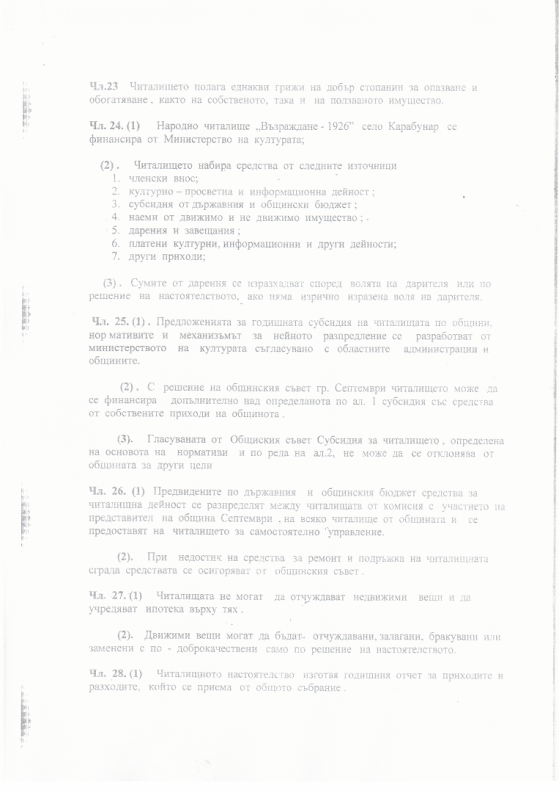 Чл.23 Читалището полага еднакви грижи на добър стопанин за опазване и
обогатяване , както на собственото, така и на ползваното имущество.
Чл. 24. (1) Народно читалище „Възраждане - 1926” село Карабунар се
финансира от Министерство на културата;
(2) . Читалището набира средства от следните източници
1. членски внос;
2. културно – просветна и информационна дейност ;
3. субсидия от държавния и общински бюджет ;
4. наеми от движимо и не движимо имущество ;
5. дарения и завещания ;
6. платени културни, информационни и други дейности;
7. други приходи;
(3) . Сумите от дарения се изразходват според волята на дарителя или по
решение на настоятелството, ако няма изрично изразена воля на дарителя.
Чл. 25. (1) . Предложенията за годишната субсидия на читалищата по общини,
нор мативите и механизъмът за нейното разпредление се разработват от
министерството на културата съгласувано с областните администрация и
общините.
(2) . С решение на общинския съвет гр. Септември читалището може да
се финансира допълнително над определанота по ал. 1 субсидия със средства
от собствените приходи на общинота .
(3). Гласуваната от Общиския съвет Субсидия за читалището , определена
на основота на нормативи и по реда на ал.2, не може да се отклонява от
общината за други цели
Чл. 26. (1) Предвидените по държавния и общинския бюджет средства за
читалищна дейност се разпределят между читалищата от комисия с участието на
представител на община Септември , на всяко читалище от общината и се
предоставят на читалището за самостоятелно управление.
(2). При недостиг на средства за ремонт и подръжка на читалищната
сграда средствата се осигоряват от общинския съвет .
Чл. 27. (1) Читалищата не могат да отчуждават недвижими вещи и да
учредяват ипотека върху тях .
(2). Движими вещи могат да бъдат отчуждавани, залагани, бракувани или
заменени с по - доброкачествени само по решение на настоятелството.
Чл. 28. (1) Читалищното настоятелство изготвя годишния отчет за приходите и
разходите, който се приема от общото събрание .